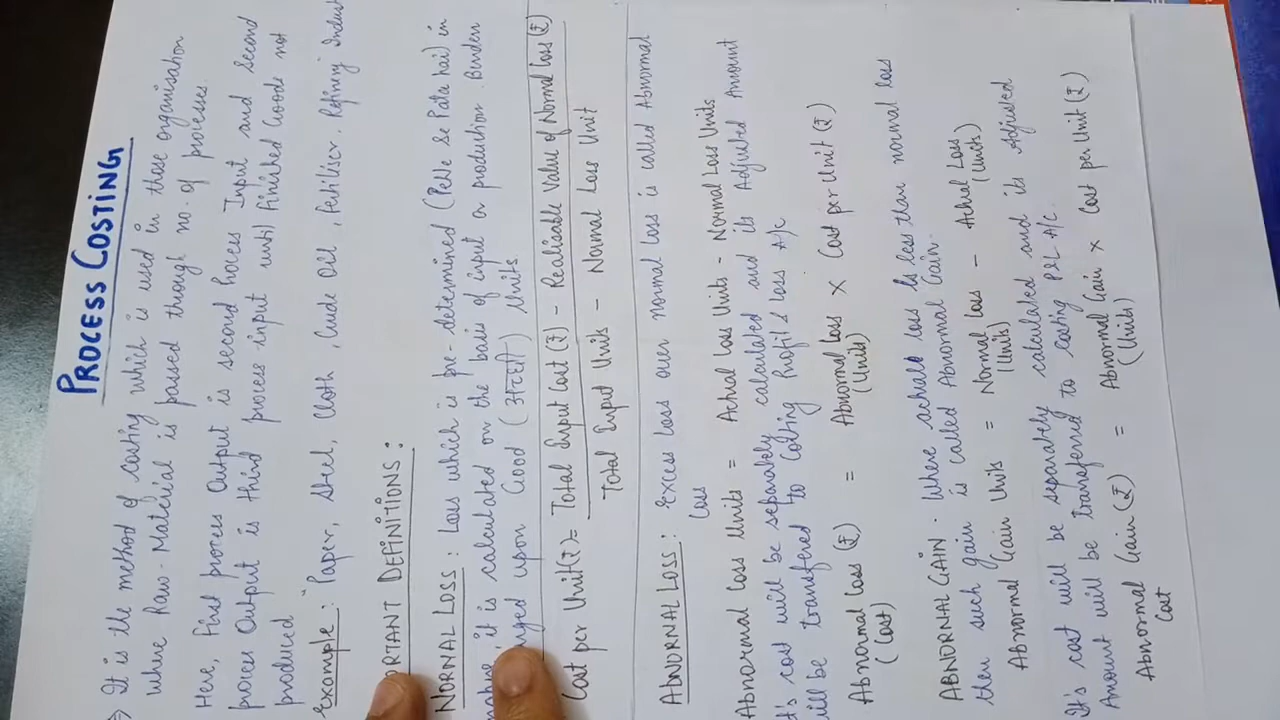 PROCESS COSTING
It is the method of costing which is used in those organisation
where Raw-Material is passed through no. of process
Here, first process Output is second process Input and second
process Output is third process input until finished Goods not
produced
Example: "Paper, Steel, Cloth, Crude Oil, Fertiliser. Refining
IMPORTANT DEFINITIONS:
NORMAL LOSS: Loss which is pre-determined (Pehle Se Pata hai) in
it is calculated on the basis of input or production. Burden
upon Good (अच्छी) Units
Cost per Unit(₹) = Total Input Cost (₹) - Realisable Value of Normal Loss (₹)
Total Input Units - Normal Loss Unit
ABNORMAL LOSS: Excess Loss over normal loss is called Abnormal
Loss
Abnormal Loss Units = Actual Loss Units - Normal Loss Units
It's cost will be separately calculated and its Adjusted Amount
will be transferred to Costing Profit & Loss A/c
Abnormal Loss (₹) = Abnormal Loss X Cost per Unit (₹)
(Cost) (Units)
ABNORMAL GAIN. Where actual loss is less than normal loss
then such gain is called Abnormal Gain.
Abnormal Gain Units = Normal Loss - Actual Loss
(Units) (Units)
It's cost will be separately calculated and its Adjusted
Amount will be transferred to Costing P&L A/c.
Abnormal Gain (₹) = Abnormal Gain X Cost per Unit (₹)
Cost (Units)